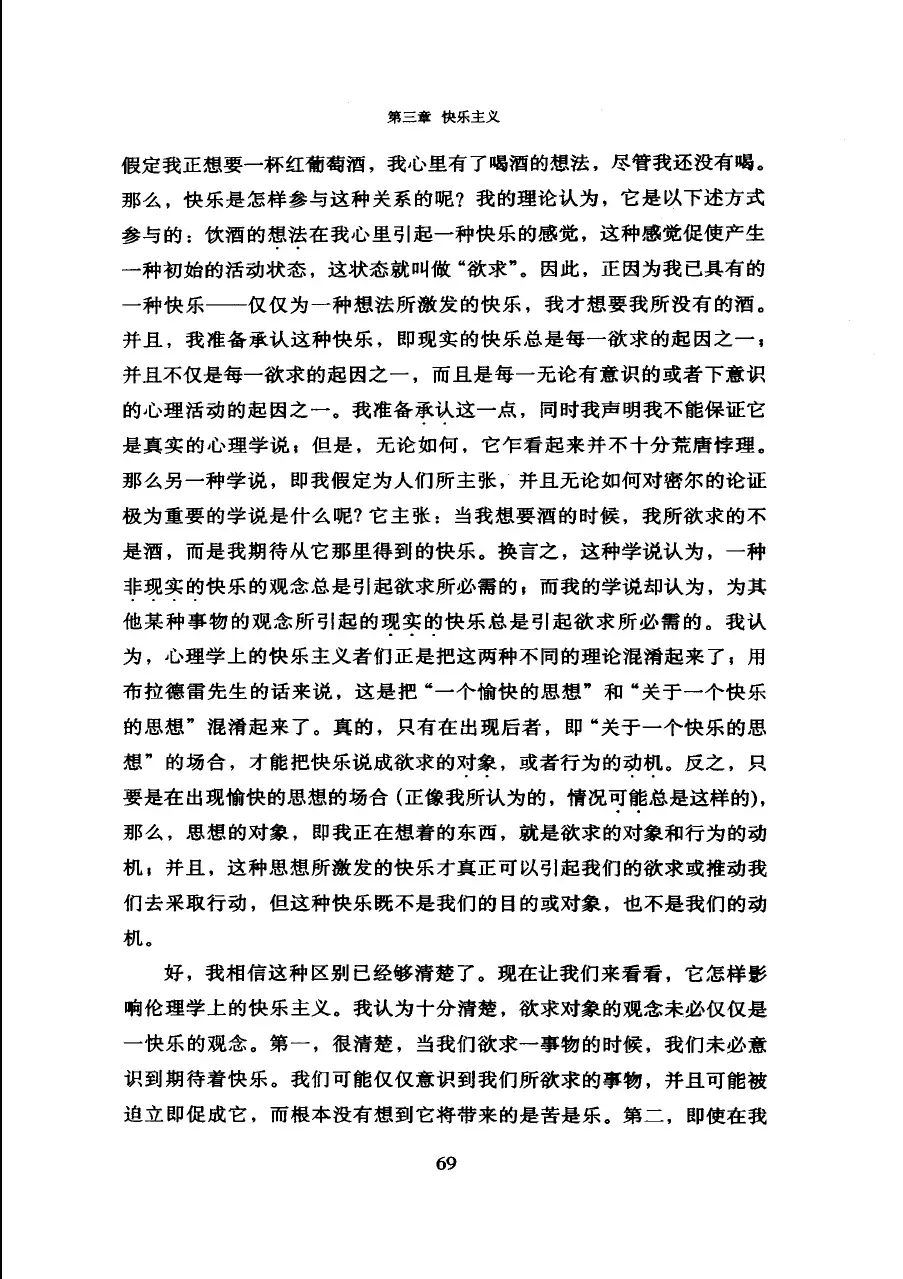 第三章 快乐主义
假定我正想要一杯红葡萄酒，我心里有了喝酒的想法，尽管我还没有喝。
那么，快乐是怎样参与这种关系的呢？我的理论认为，它是以下述方式
参与的：饮酒的想法在我心里引起一种快乐的感觉，这种感觉促使产生
一种初始的活动状态，这状态就叫做“欲求”。因此，正因为我已具有的
一种快乐——仅仅为一种想法所激发的快乐，我才想要我所没有的酒。
并且，我准备承认这种快乐，即现实的快乐总是每一欲求的起因之一；
并且不仅是每一欲求的起因之一，而且是每一无论有意识的或者下意识
的心理活动的起因之一。我准备承认这一点，同时我声明我不能保证它
是真实的心理学说；但是，无论如何，它乍看起来并不十分荒唐悖理。
那么另一种学说，即我假定为人们所主张，并且无论如何对密尔的论证
极为重要的学说是什么呢？它主张：当我想要酒的时候，我所欲求的不
是酒，而是我期待从它那里得到的快乐。换言之，这种学说认为，一种
非现实的快乐的观念总是引起欲求所必需的；而我的学说却认为，为其
他某种事物的观念所引起的现实的快乐总是引起欲求所必需的。我认
为，心理学上的快乐主义者们正是把这两种不同的理论混淆起来了；用
布拉德雷先生的话来说，这是把“一个愉快的思想”和“关于一个快乐
的思想”混淆起来了。真的，只有在出现后者，即“关于一个快乐的思
想”的场合，才能把快乐说成欲求的对象，或者行为的动机。反之，只
要是在出现愉快的思想的场合（正像我所认为的，情况可能总是这样的），
那么，思想的对象，即我正在想着的东西，就是欲求的对象和行为的动
机；并且，这种思想所激发的快乐才真正可以引起我们的欲求或推动我
们去采取行动，但这种快乐既不是我们的目的或对象，也不是我们的动
机。
好，我相信这种区别已经够清楚了。现在让我们来看看，它怎样影
响伦理学上的快乐主义。我认为十分清楚，欲求对象的观念未必仅仅是
一快乐的观念。第一，很清楚，当我们欲求一事物的时候，我们未必意
识到期待着快乐。我们可能仅仅意识到我们所欲求的事物，并且可能被
迫立即促成它，而根本没有想到它将带来的是苦是乐。第二，即使在我
69